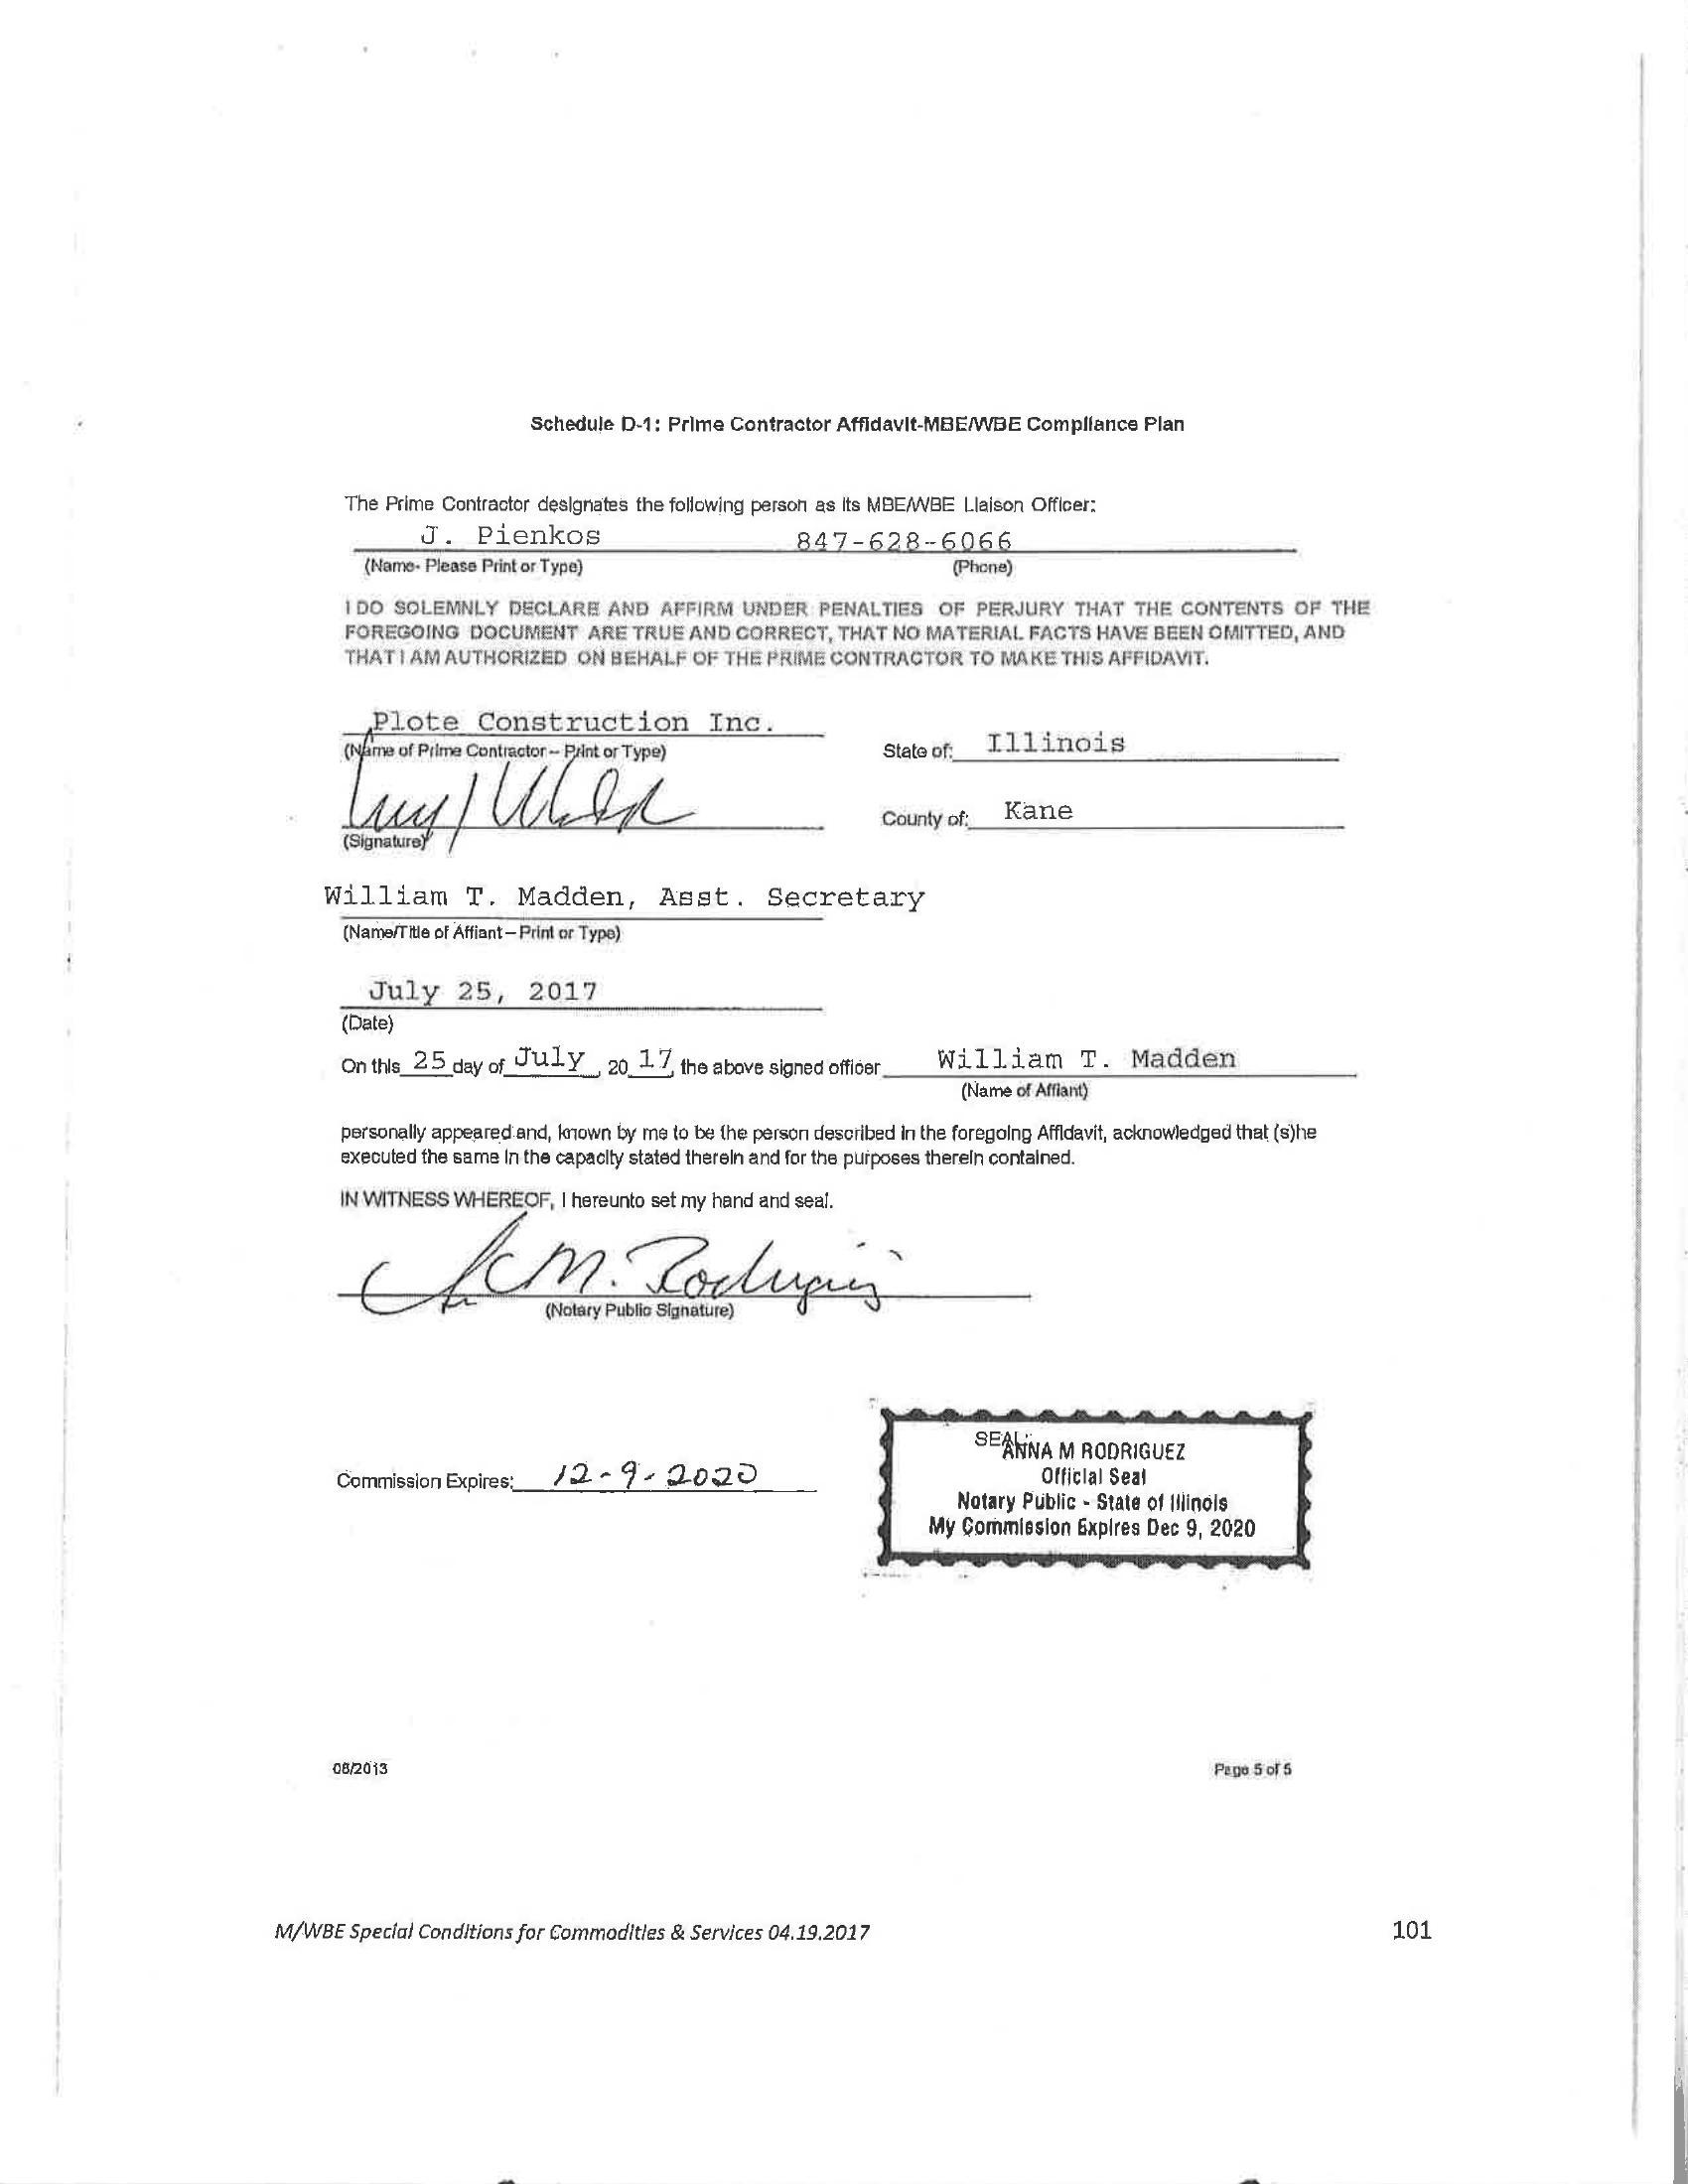 Schedule D-1: Prime Contractor Affidavit-MBE/WBE Compliance Plan
The Prime Contractor designates the following person as its MBE/WBE Liaison Officer:
J. Pienkos 847-628-6066
(Name- Please Print or Type) (Phone)
I DO SOLEMNLY DECLARE AND AFFIRM UNDER PENALTIES OF PERJURY THAT THE CONTENTS OF THE
FOREGOING DOCUMENT ARE TRUE AND CORRECT, THAT NO MATERIAL FACTS HAVE BEEN OMITTED, AND
THAT I AM AUTHORIZED ON BEHALF OF THE PRIME CONTRACTOR TO MAKE THIS AFFIDAVIT.
Plote Construction Inc.
(Name of Prime Contractor – Print or Type) State of: Illinois
County of: Kane
(Signature)
William T. Madden, Asst. Secretary
(Name/Title of Affiant – Print or Type)
July 25, 2017
(Date)
On this 25 day of July, 20 17, the above signed officer William T. Madden
(Name of Affiant)
personally appeared and, known by me to be the person described in the foregoing Affidavit, acknowledged that (s)he
executed the same in the capacity stated therein and for the purposes therein contained.
IN WITNESS WHEREOF, I hereunto set my hand and seal.
M. Rodriguez
(Notary Public Signature)
SEAL
ANNA M RODRIGUEZ
Official Seal
Commission Expires: 12-9-2020
Notary Public - State of Illinois
My Commission Expires Dec 9, 2020
08/2013 Page 5 of 5
M/WBE Special Conditions for Commodities & Services 04.19.2017 101